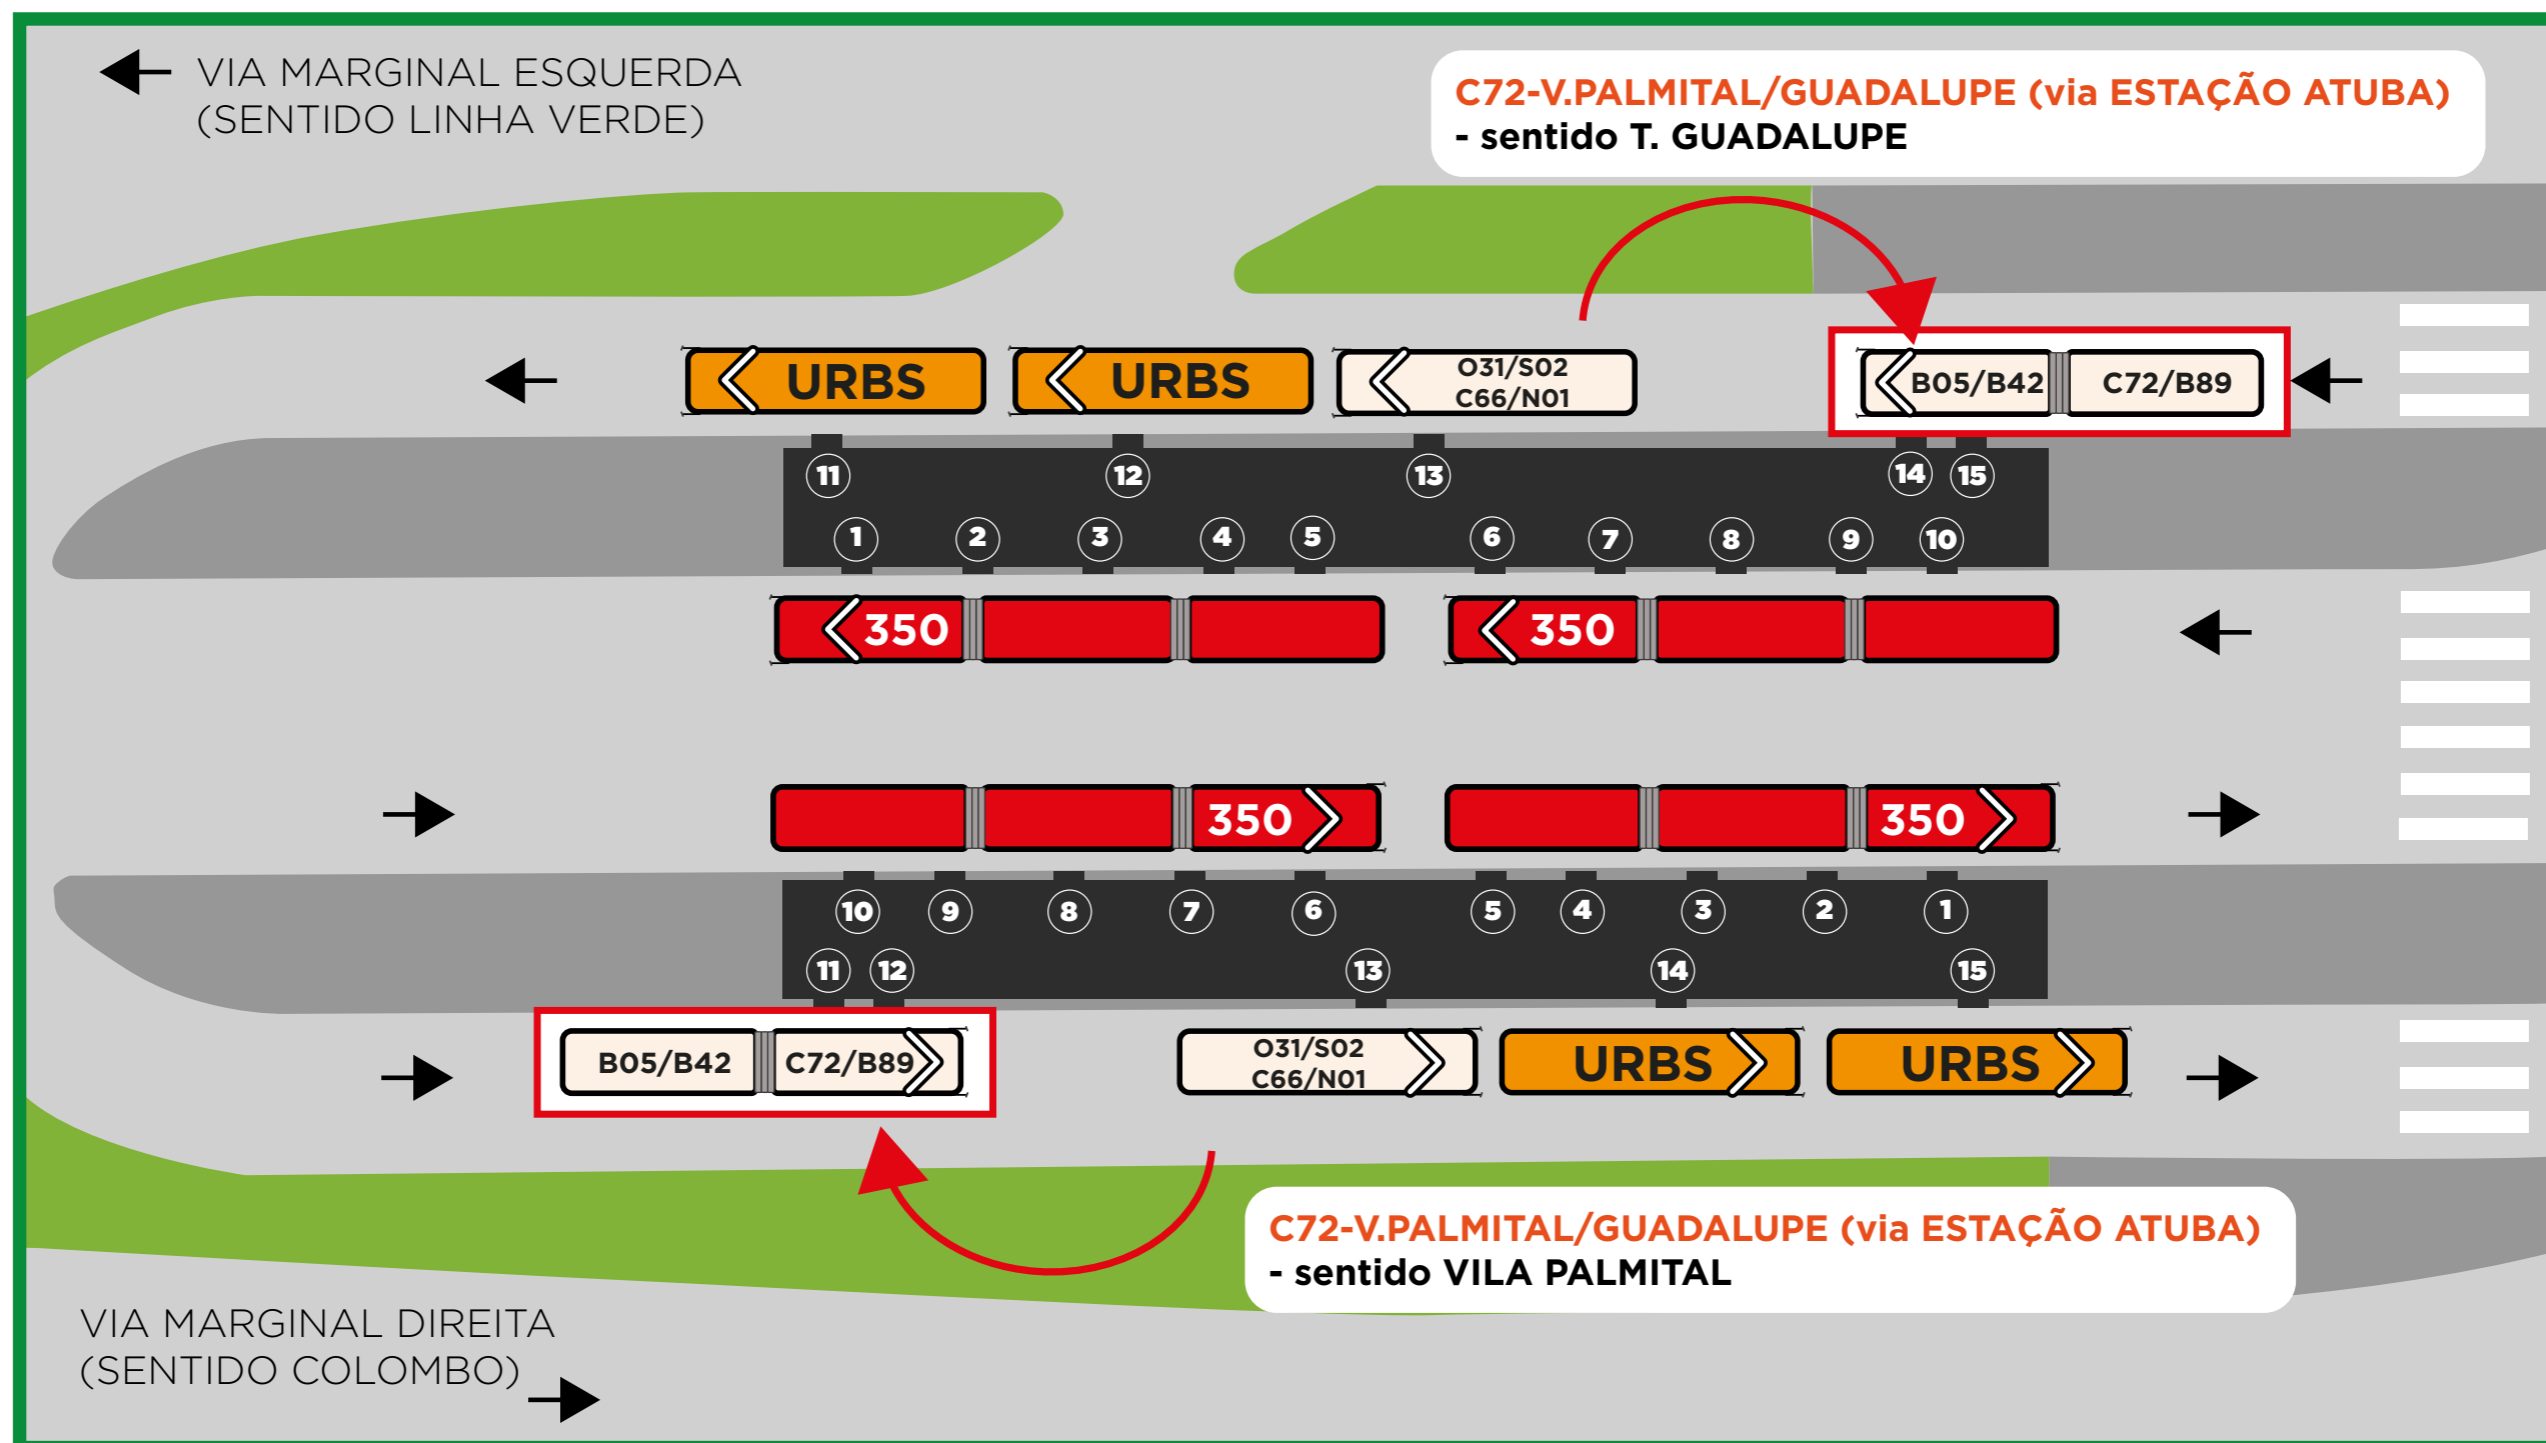 VIA MARGINAL ESQUERDA
(SENTIDO LINHA VERDE)
C72-V.PALMITAL/GUADALUPE (via ESTAÇÃO ATUBA)
- sentido T. GUADALUPE
URBS
URBS
O31/S02
C66/N01
B05/B42
C72/B89
11
12
13
14
15
1
2
3
4
5
6
7
8
9
10
350
350
350
350
10
9
8
7
6
5
4
3
2
1
11
12
13
14
15
B05/B42
C72/B89
O31/S02
C66/N01
URBS
URBS
C72-V.PALMITAL/GUADALUPE (via ESTAÇÃO ATUBA)
- sentido VILA PALMITAL
VIA MARGINAL DIREITA
(SENTIDO COLOMBO)